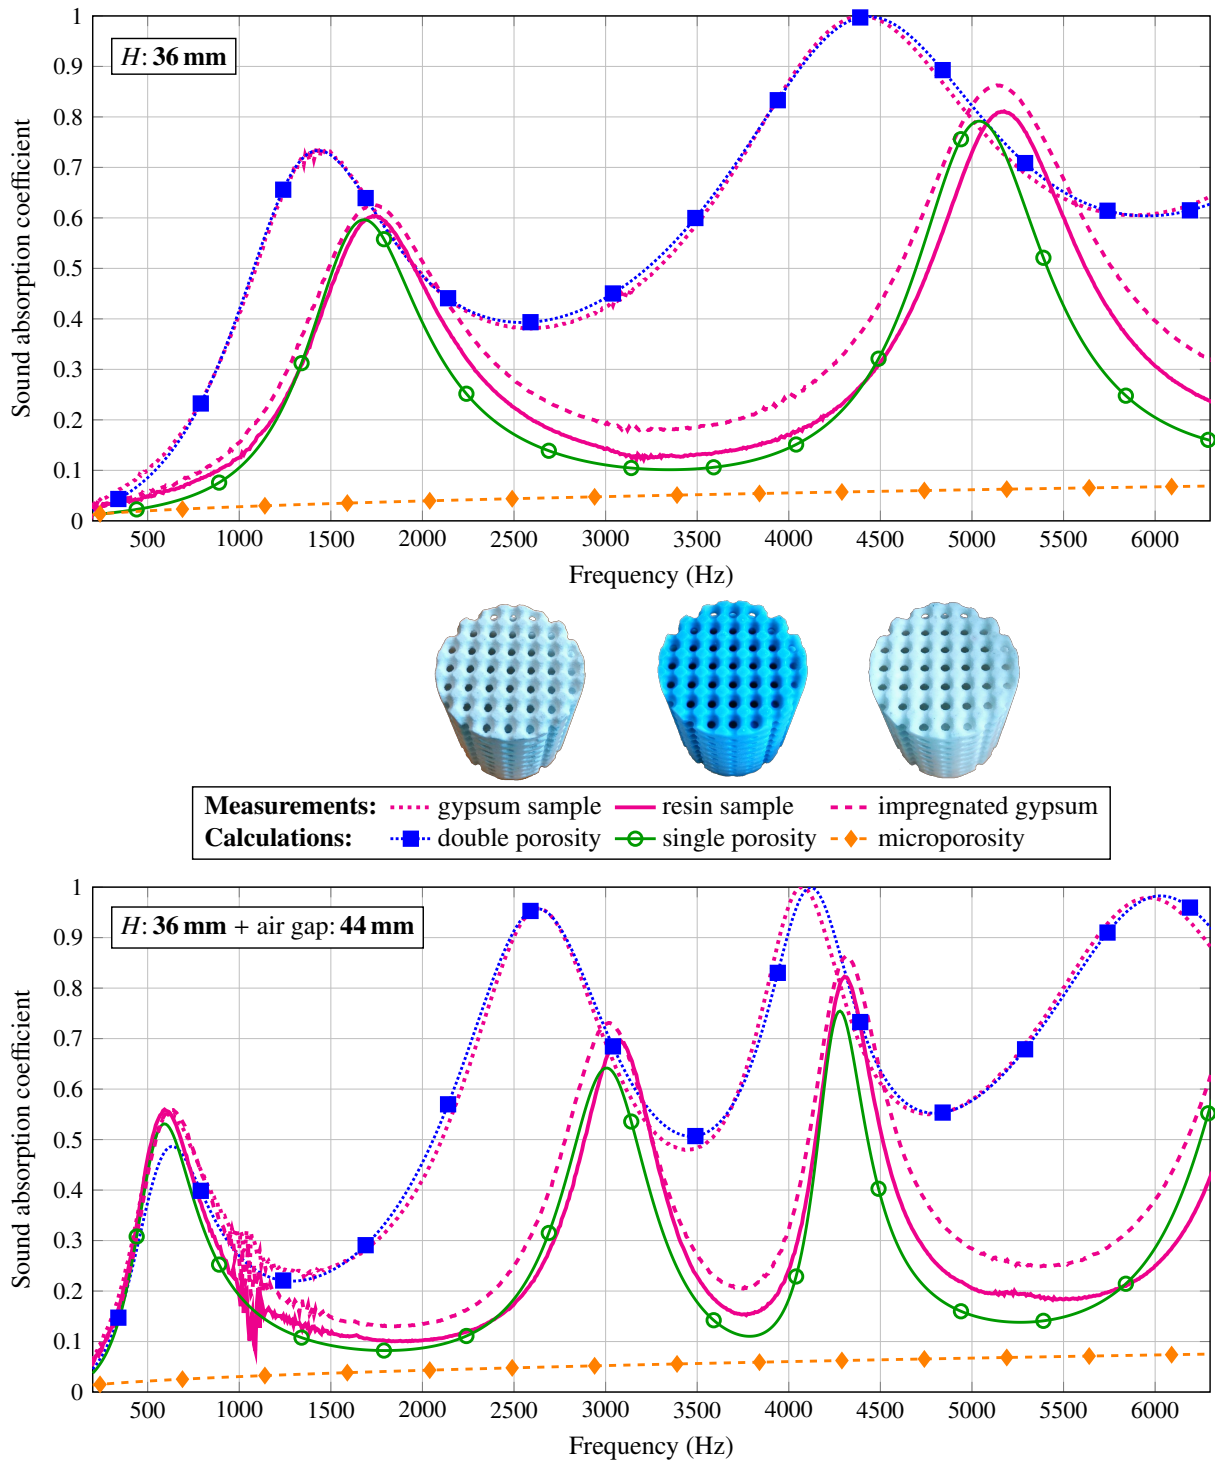 H: 36 mm
Sound absorption coefficient
1
0.9
0.8
0.7
0.6
0.5
0.4
0.3
0.2
0.1
0
500 1000 1500 2000 2500 3000 3500 4000 4500 5000 5500 6000
Frequency (Hz)
Measurements: gypsum sample resin sample impregnated gypsum
Calculations: double porosity single porosity microporosity
H: 36 mm + air gap: 44 mm
Sound absorption coefficient
1
0.9
0.8
0.7
0.6
0.5
0.4
0.3
0.2
0.1
0
500 1000 1500 2000 2500 3000 3500 4000 4500 5000 5500 6000
Frequency (Hz)